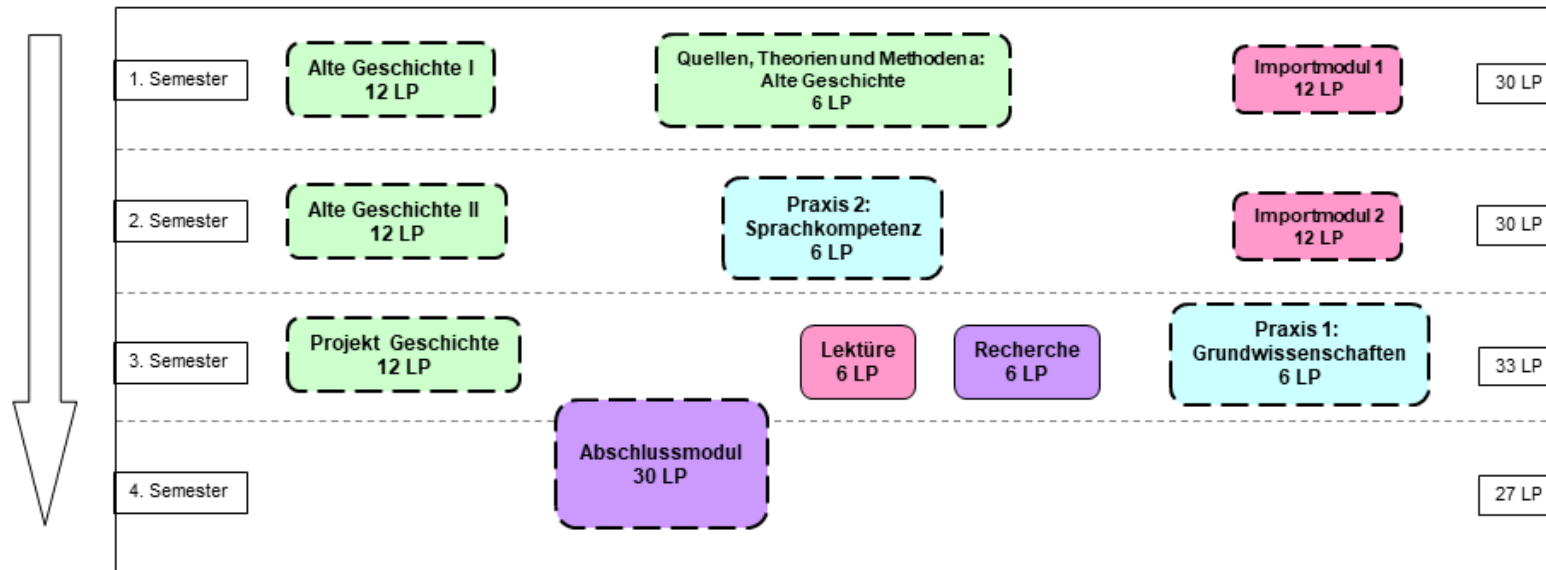 1. Semester
Alte Geschichte I
12 LP
Quellen, Theorien und Methoden a:
Alte Geschichte
6 LP
Importmodul 1
12 LP
30 LP
2. Semester
Alte Geschichte II
12 LP
Praxis 2:
Sprachkompetenz
6 LP
Importmodul 2
12 LP
30 LP
3. Semester
Projekt Geschichte
12 LP
Lektüre
6 LP
Recherche
6 LP
Praxis 1:
Grundwissenschaften
6 LP
33 LP
4. Semester
Abschlussmodul
30 LP
27 LP